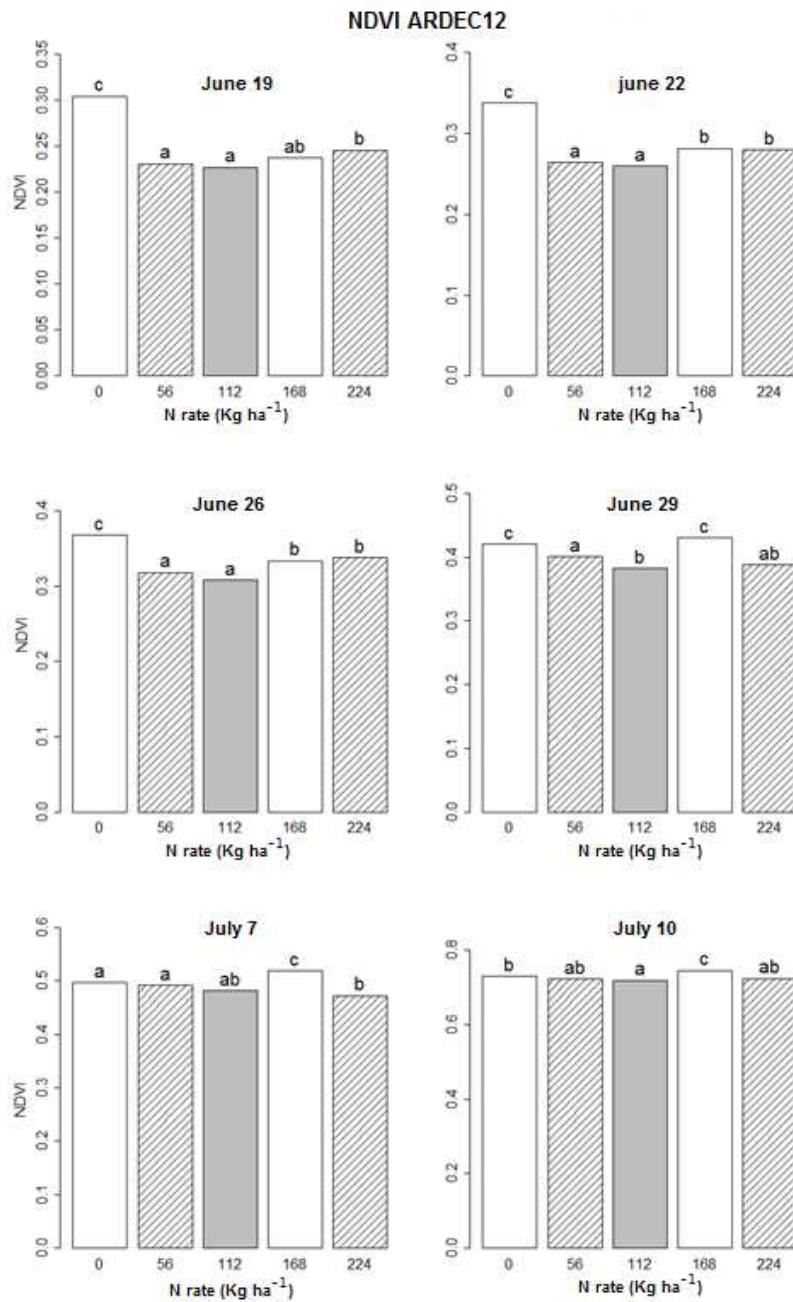 NDVI ARDEC12
June 19
NDVI
0.35
0.30
0.25
0.20
0.15
0.10
0.05
0.00
c
a
a
ab
b
0 56 112 168 224
N rate (Kg ha⁻¹)
june 22
0.4
0.3
0.2
0.1
0.0
c
a
a
b
b
0 56 112 168 224
N rate (Kg ha⁻¹)
June 26
NDVI
0.4
0.3
0.2
0.1
0.0
c
a
a
b
b
0 56 112 168 224
N rate (Kg ha⁻¹)
June 29
0.5
0.4
0.3
0.2
0.1
0.0
c
a
b
c
ab
0 56 112 168 224
N rate (Kg ha⁻¹)
July 7
NDVI
0.6
0.5
0.4
0.3
0.2
0.1
0.0
a
a
ab
c
b
0 56 112 168 224
N rate (Kg ha⁻¹)
July 10
0.8
0.6
0.4
0.2
0.0
b
ab
a
c
ab
0 56 112 168 224
N rate (Kg ha⁻¹)